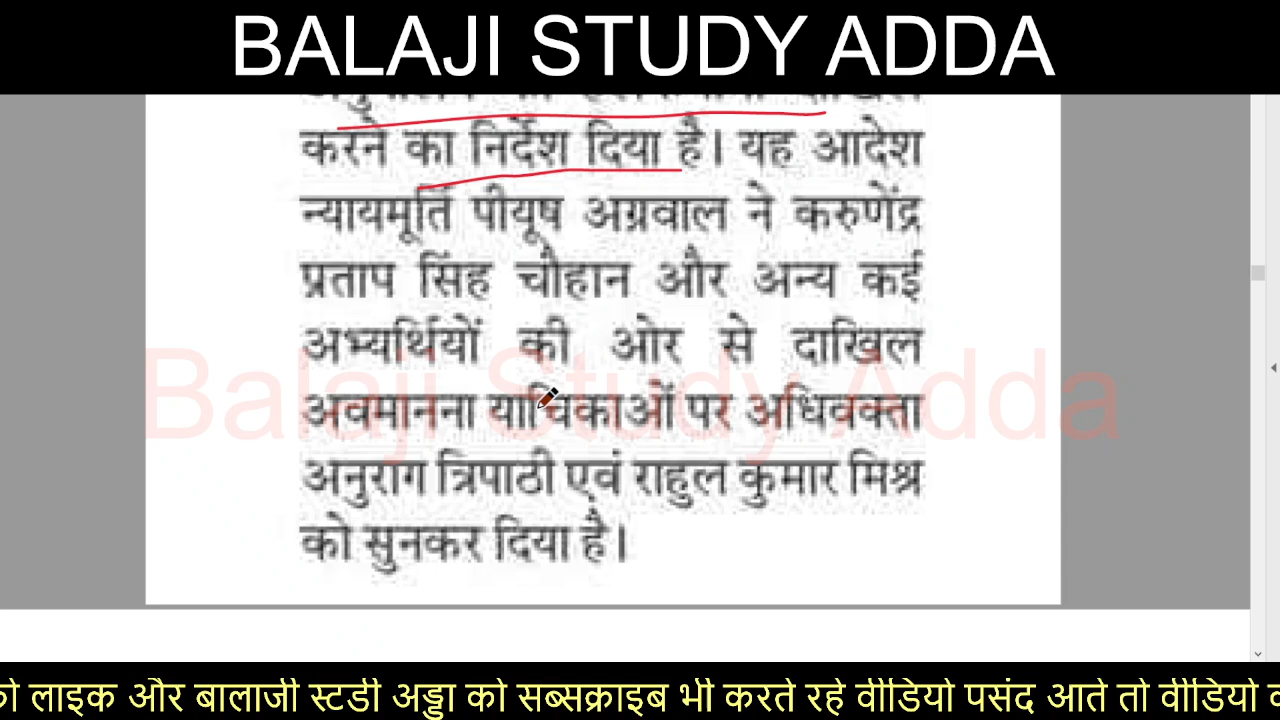 BALAJI STUDY ADDA
करने का निर्देश दिया है। यह आदेश
न्यायमूर्ति पीयूष अग्रवाल ने करुणेंद्र
प्रताप सिंह चौहान और अन्य कई
अभ्यर्थियों की ओर से दाखिल
अवमानना याचिकाओं पर अधिवक्ता
अनुराग त्रिपाठी एवं राहुल कुमार मिश्र
को सुनकर दिया है।
Balaji Study Adda
लाइक और बालाजी स्टडी अड्डा को सब्सक्राइब भी करते रहे वीडियो पसंद आते तो वीडियो